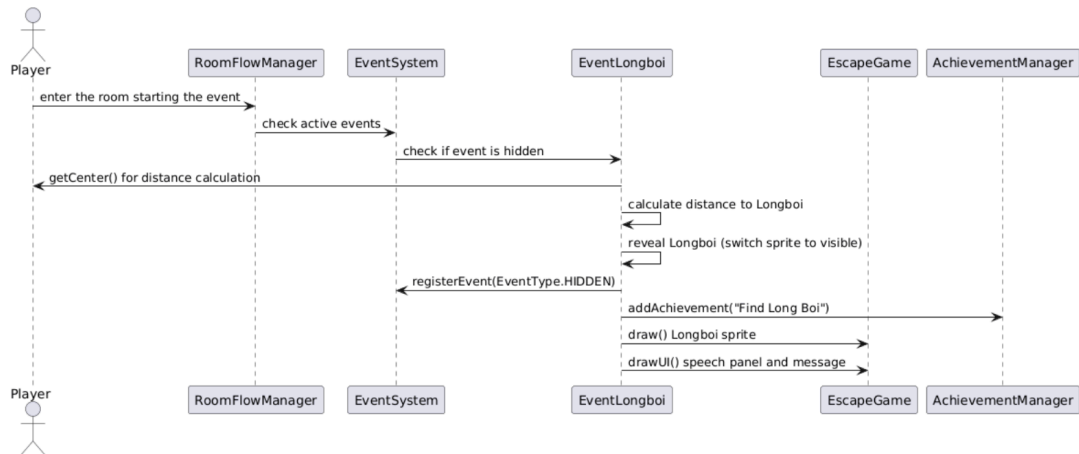 Player
RoomFlowManager
EventSystem
EventLongboi
EscapeGame
AchievementManager
enter the room starting the event
check active events
check if event is hidden
getCenter() for distance calculation
calculate distance to Longboi
reveal Longboi (switch sprite to visible)
registerEvent(EventType.HIDDEN)
addAchievement("Find Long Boi")
draw() Longboi sprite
drawUI() speech panel and message
Player
RoomFlowManager
EventSystem
EventLongboi
EscapeGame
AchievementManager